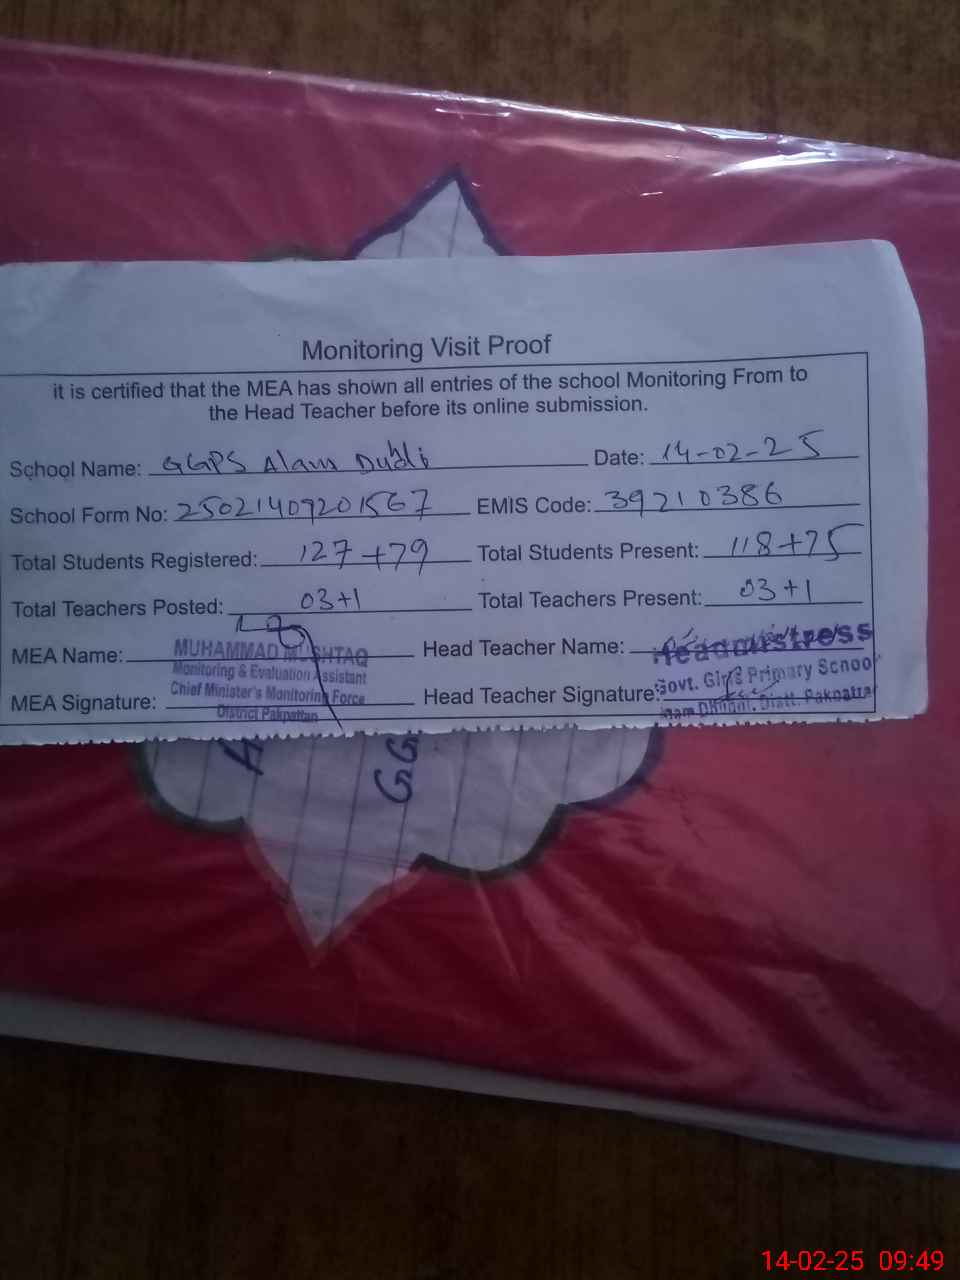 Monitoring Visit Proof
it is certified that the MEA has shown all entries of the school Monitoring From to
the Head Teacher before its online submission.
School Name: GGPS Alam Date: 14-02-25
School Form No: 25021409201567 EMIS Code: 39210386
Total Students Registered: 127+79 Total Students Present: 118+75
Total Teachers Posted: 03+1 Total Teachers Present: 03+1
MEA Name: MUHAMMAD MUSHTAQ Head Teacher Name: Headmistress
Monitoring & Evaluation Assistant
Chief Minister's Monitoring Force
District Pakpattan
MEA Signature: Head Teacher Signature: Govt. Girls Primary School
Distt. Pakpattan
GG
14-02-25 09:49